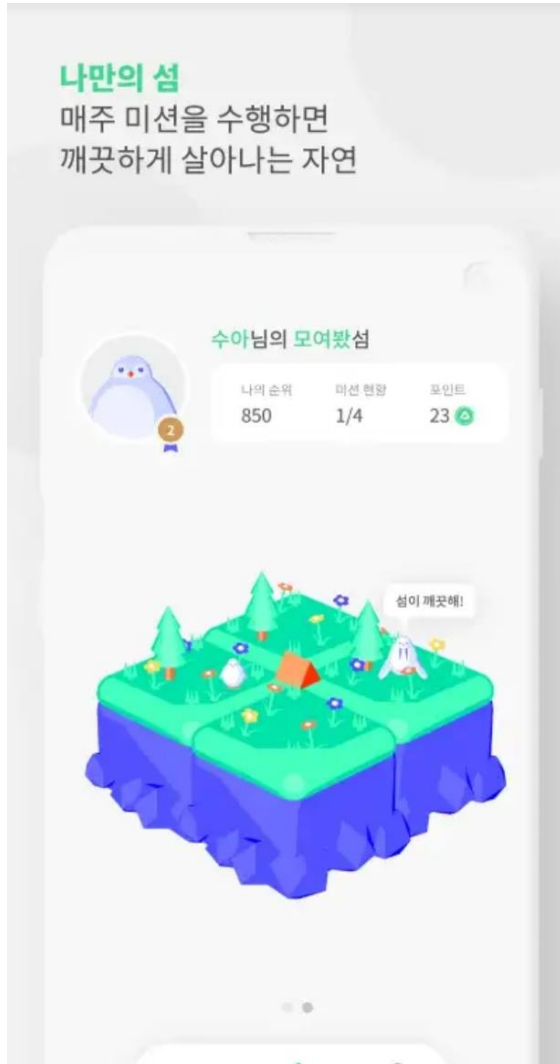 나만의 섬
매주 미션을 수행하면
깨끗하게 살아나는 자연
수아님의 모여봤섬
나의 순위 미션 현황 포인트
850 1/4 23
2
섬이 깨끗해!